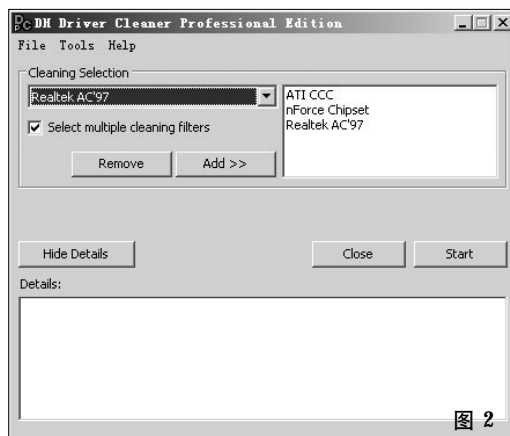 DPC DH Driver Cleaner Professional Edition
File Tools Help
Cleaning Selection
Realtek AC'97
Select multiple cleaning filters
Remove
Add >>
ATI CCC
nForce Chipset
Realtek AC'97
Hide Details
Close
Start
Details:
图 2